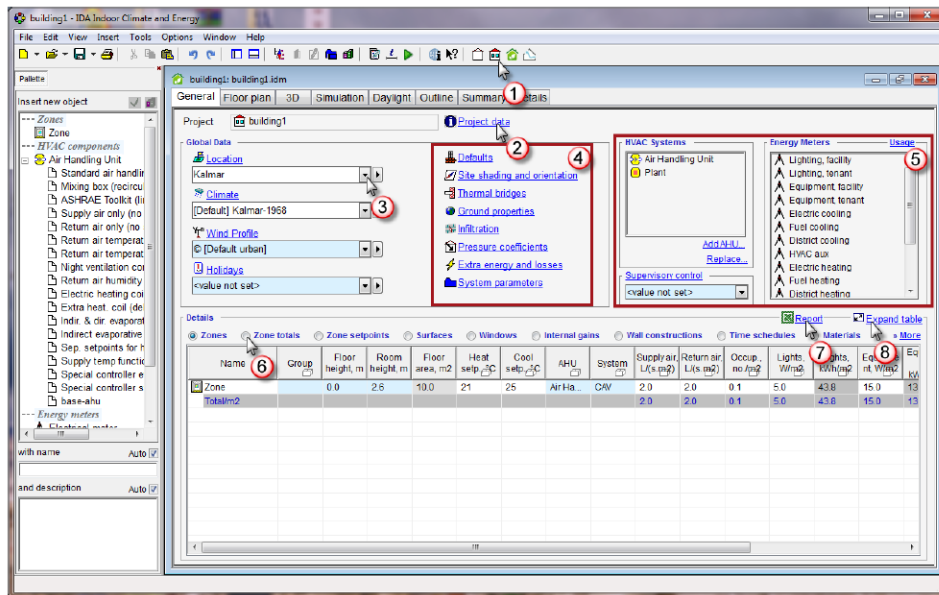 building1 - IDA Indoor Climate and Energy
File Edit View Insert Tools Options Window Help
Palette
building1: building1.idm
Insert new object
General Floor plan 3D Simulation Daylight Outline Summary Details
1
--- Zones
Zone
--- HVAC components
Air Handling Unit
Standard air handlir
Mixing box (recircul
ASHRAE Toolkit (lir
Supply air only (no
Return air only (no
Return air temperat
Return air temperat
Night ventilation cor
Return air humidity
Electric heating coi
Extra heat. coil (de
Indir. & dir. evaporat
Indirect evaporative
Sep. setpoints for h
Supply temp functic
Special controller e
Special controller s
base-ahu
--- Energy meters
Electrical meter
with name Auto
and description Auto
Project building1 Project data
2
Global Data
Location
Kalmar
3
Climate
[Default] Kalmar-1968
Wind Profile
© [Default urban]
Holidays
<value not set>
4
Defaults
Site shading and orientation
Thermal bridges
Ground properties
Infiltration
Pressure coefficients
Extra energy and losses
System parameters
HVAC Systems
Air Handling Unit
Plant
Add AHU...
Replace...
Supervisory control
<value not set>
Energy Meters Usage
5
Lighting, facility
Lighting, tenant
Equipment, facility
Equipment, tenant
Electric cooling
Fuel cooling
District cooling
HVAC aux
Electric heating
Fuel heating
District heating
Details Report Expand table
Zones Zone totals Zone setpoints Surfaces Windows Internal gains Wall constructions Time schedules Materials » More
6 7 8
Name Group Floor height, m Room height, m Floor area, m2 Heat setp.,°C Cool setp.,°C AHU System Supply air, L/(s.m2) Return air, L/(s.m2) Occup., no./m2 Lights, W/m2 kWh/m2
Zone 0.0 2.6 10.0 21 25 Air Ha... CAV 2.0 2.0 0.1 5.0 43.8 15.0 13
Total/m2 2.0 2.0 0.1 5.0 43.8 15.0 13